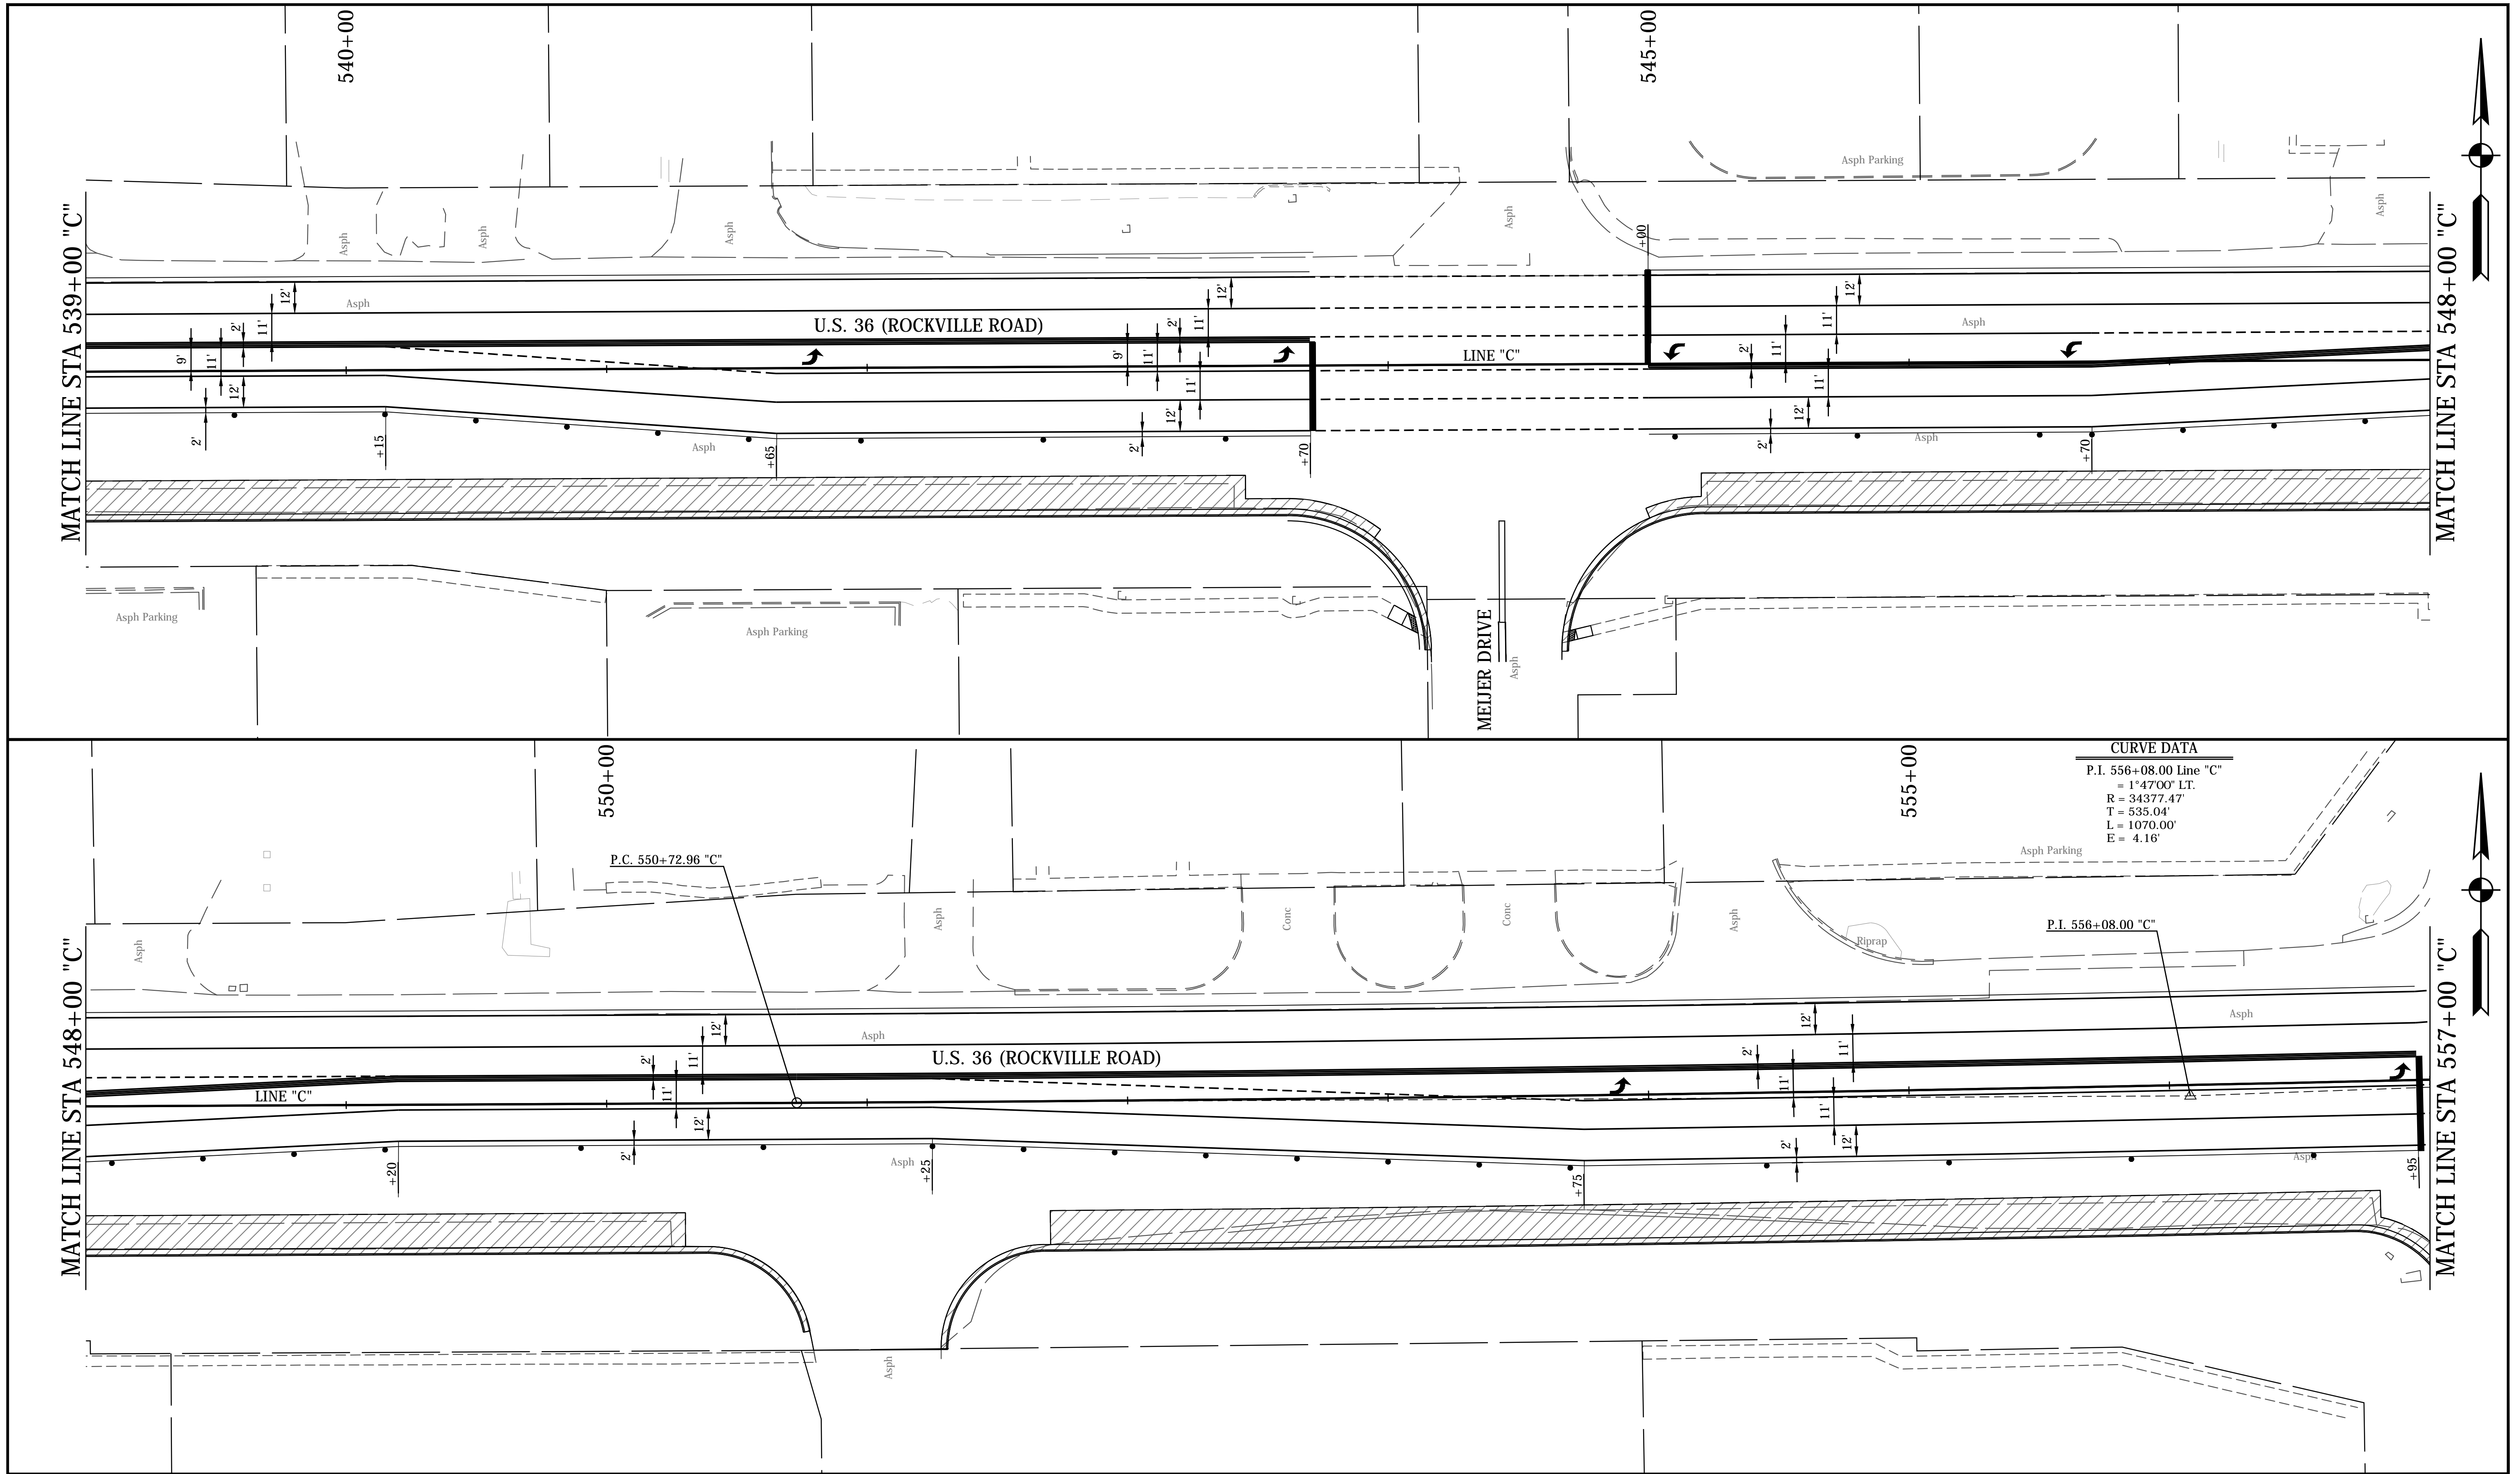 540+00
545+00
Asph Parking
Asph
Asph
Asph
Asph
Asph
+00
MATCH LINE STA 539+00 "C"
MATCH LINE STA 548+00 "C"
12'
Asph
2'
11'
9'
11'
12'
2'
U.S. 36 (ROCKVILLE ROAD)
12'
2'
11'
9'
11'
11'
12'
2'
LINE "C"
12'
11'
Asph
2'
11'
11'
12'
2'
Asph
+15
Asph
+65
+70
+70
Asph Parking
Asph Parking
MEIJER DRIVE
Asph
550+00
555+00
CURVE DATA
P.I. 556+08.00 Line "C"
= 1°47'00" LT.
R = 34377.47'
T = 535.04'
L = 1070.00'
E = 4.16'
Asph Parking
P.C. 550+72.96 "C"
P.I. 556+08.00 "C"
Asph
Asph
Conc
Conc
Asph
Riprap
MATCH LINE STA 548+00 "C"
MATCH LINE STA 557+00 "C"
12'
Asph
12'
Asph
U.S. 36 (ROCKVILLE ROAD)
2'
11'
11'
12'
2'
LINE "C"
2'
11'
11'
11'
12'
2'
+20
Asph
+25
+75
Asph
+95
Asph